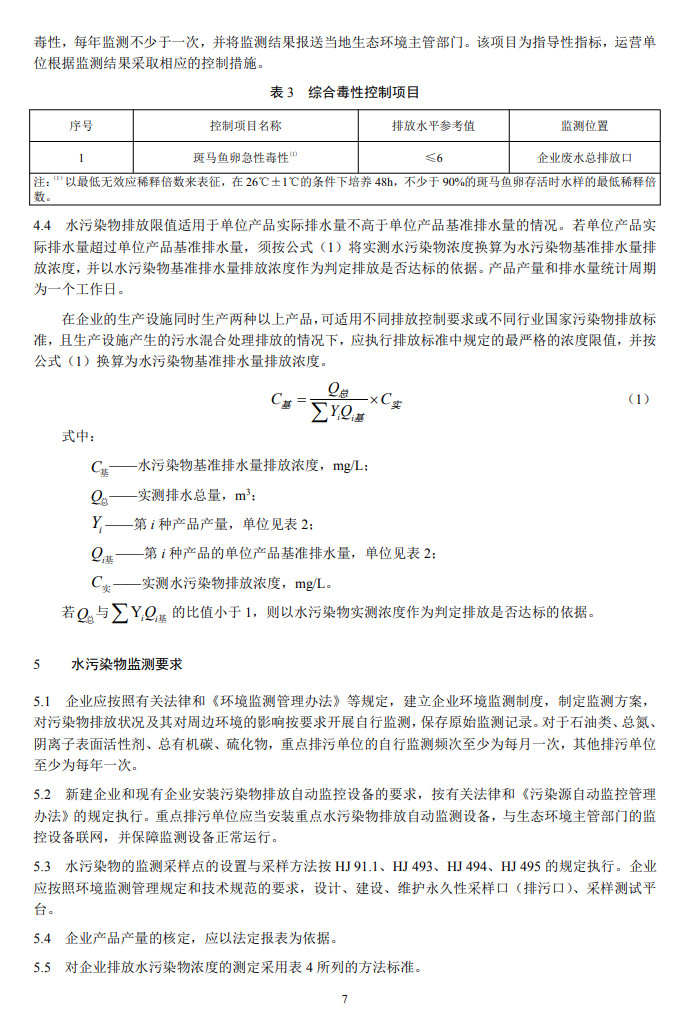 毒性，每年监测不少于一次，并将监测结果报送当地生态环境主管部门。该项目为指导性指标，运营单
位根据监测结果采取相应的控制措施。
表 3　综合毒性控制项目
序号　控制项目名称　排放水平参考值　监测位置
1　斑马鱼卵急性毒性（1）　≤6　企业废水总排放口
注：（1）以最低无效应稀释倍数来表征，在 26℃±1℃的条件下培养 48h，不少于 90%的斑马鱼卵存活时水样的最低稀释倍
数。
4.4　水污染物排放限值适用于单位产品实际排水量不高于单位产品基准排水量的情况。若单位产品实
际排水量超过单位产品基准排水量，须按公式（1）将实测水污染物浓度换算为水污染物基准排水量排
放浓度，并以水污染物基准排水量排放浓度作为判定排放是否达标的依据。产品产量和排水量统计周期
为一个工作日。
在企业的生产设施同时生产两种以上产品，可适用不同排放控制要求或不同行业国家污染物排放标
准，且生产设施产生的污水混合处理排放的情况下，应执行排放标准中规定的最严格的浓度限值，并按
公式（1）换算为水污染物基准排水量排放浓度。
C基 = Q总 / ∑YiQi基 × C实　（1）
式中：
C基——水污染物基准排水量排放浓度，mg/L；
Q总——实测排水总量，m³；
Yi——第 i 种产品产量，单位见表 2；
Qi基——第 i 种产品的单位产品基准排水量，单位见表 2；
C实——实测水污染物排放浓度，mg/L。
若Q总与∑YiQi基 的比值小于 1，则以水污染物实测浓度作为判定排放是否达标的依据。
5　水污染物监测要求
5.1　企业应按照有关法律和《环境监测管理办法》等规定，建立企业环境监测制度，制定监测方案，
对污染物排放状况及其对周边环境的影响按要求开展自行监测，保存原始监测记录。对于石油类、总氮、
阴离子表面活性剂、总有机碳、硫化物，重点排污单位的自行监测频次至少为每月一次，其他排污单位
至少为每年一次。
5.2　新建企业和现有企业安装污染物排放自动监控设备的要求，按有关法律和《污染源自动监控管理
办法》的规定执行。重点排污单位应当安装重点水污染物排放自动监测设备，与生态环境主管部门的监
控设备联网，并保障监测设备正常运行。
5.3　水污染物的监测采样点的设置与采样方法按 HJ 91.1、HJ 493、HJ 494、HJ 495 的规定执行。企业
应按照环境监测管理规定和技术规范的要求，设计、建设、维护永久性采样口（排污口）、采样测试平
台。
5.4　企业产品产量的核定，应以法定报表为依据。
5.5　对企业排放水污染物浓度的测定采用表 4 所列的方法标准。
7